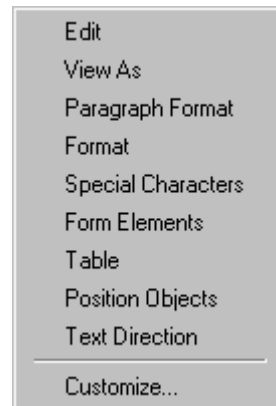 Edit
View As
Paragraph Format
Format
Special Characters
Form Elements
Table
Position Objects
Text Direction
Customize...